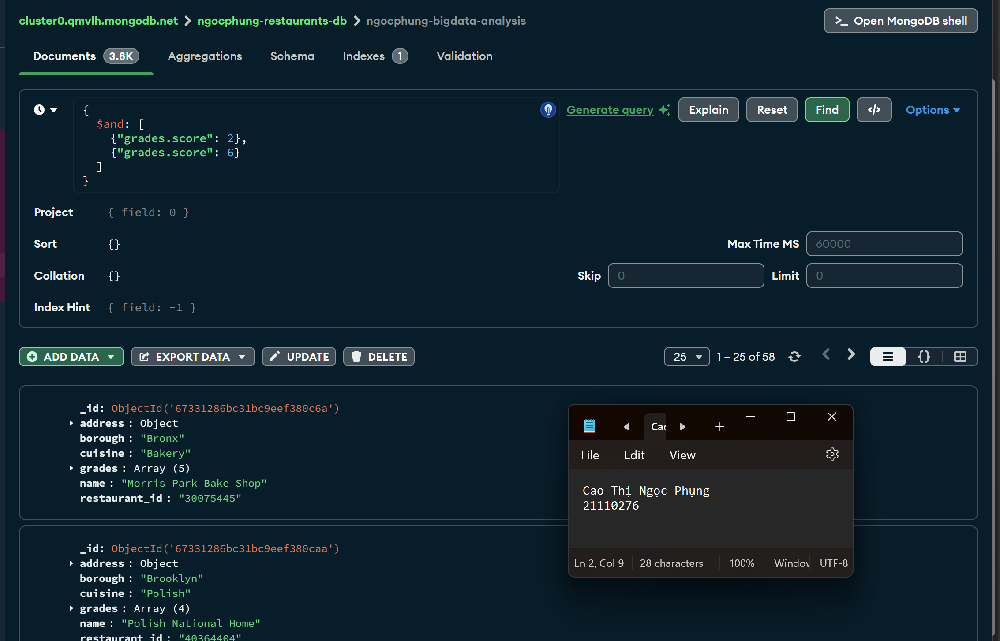 cluster0.qmvlh.mongodb.net > ngocphung-restaurants-db > ngocphung-bigdata-analysis
>_ Open MongoDB shell
Documents 3.8K Aggregations Schema Indexes 1 Validation
{
$and: [
{"grades.score": 2},
{"grades.score": 6}
]
}
Generate query Explain Reset Find </> Options
Project { field: 0 }
Sort {}
Max Time MS 60000
Collation {}
Skip 0 Limit 0
Index Hint { field: -1 }
ADD DATA EXPORT DATA UPDATE DELETE
25 1 – 25 of 58 {}
_id: ObjectId('67331286bc31bc9eef380c6a')
address : Object
borough : "Bronx"
cuisine : "Bakery"
grades : Array (5)
name : "Morris Park Bake Shop"
restaurant_id : "30075445"
_id: ObjectId('67331286bc31bc9eef380caa')
address : Object
borough : "Brooklyn"
cuisine : "Polish"
grades : Array (4)
name : "Polish National Home"
restaurant_id : "40364404"
Cao
File Edit View
Cao Thị Ngọc Phụng
21110276
Ln 2, Col 9 28 characters 100% Window UTF-8